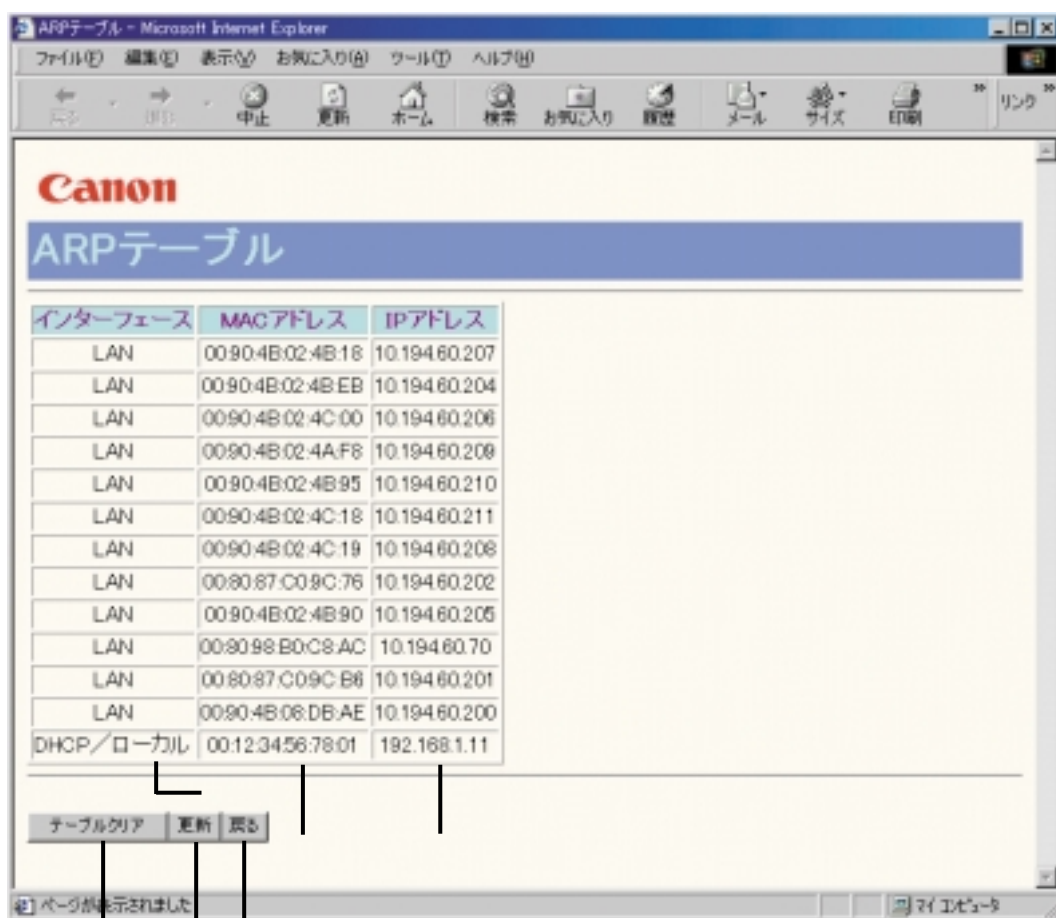 ARPテーブル - Microsoft Internet Explorer
ファイル(F) 編集(E) 表示(V) お気に入り(A) ツール(T) ヘルプ(H)
戻る 進む 中止 更新 ホーム 検索 お気に入り 履歴 メール サイズ 印刷 » リンク »
Canon
ARPテーブル
インターフェース MACアドレス IPアドレス
LAN 00:90:4B:02:4B:18 10.194.60.207
LAN 00:90:4B:02:4B:EB 10.194.60.204
LAN 00:90:4B:02:4C:00 10.194.60.206
LAN 00:90:4B:02:4A:F8 10.194.60.209
LAN 00:90:4B:02:4B:95 10.194.60.210
LAN 00:90:4B:02:4C:18 10.194.60.211
LAN 00:90:4B:02:4C:19 10.194.60.208
LAN 00:80:87:C0:9C:76 10.194.60.202
LAN 00:90:4B:02:4B:90 10.194.60.205
LAN 00:80:98:B0:C8:AC 10.194.60.70
LAN 00:80:87:C0:9C:B6 10.194.60.201
LAN 00:90:4B:08:DB:AE 10.194.60.200
DHCP／ローカル 00:12:34:56:78:01 192.168.1.11
テーブルクリア 更新 戻る
ページが表示されました マイ コンピュータ